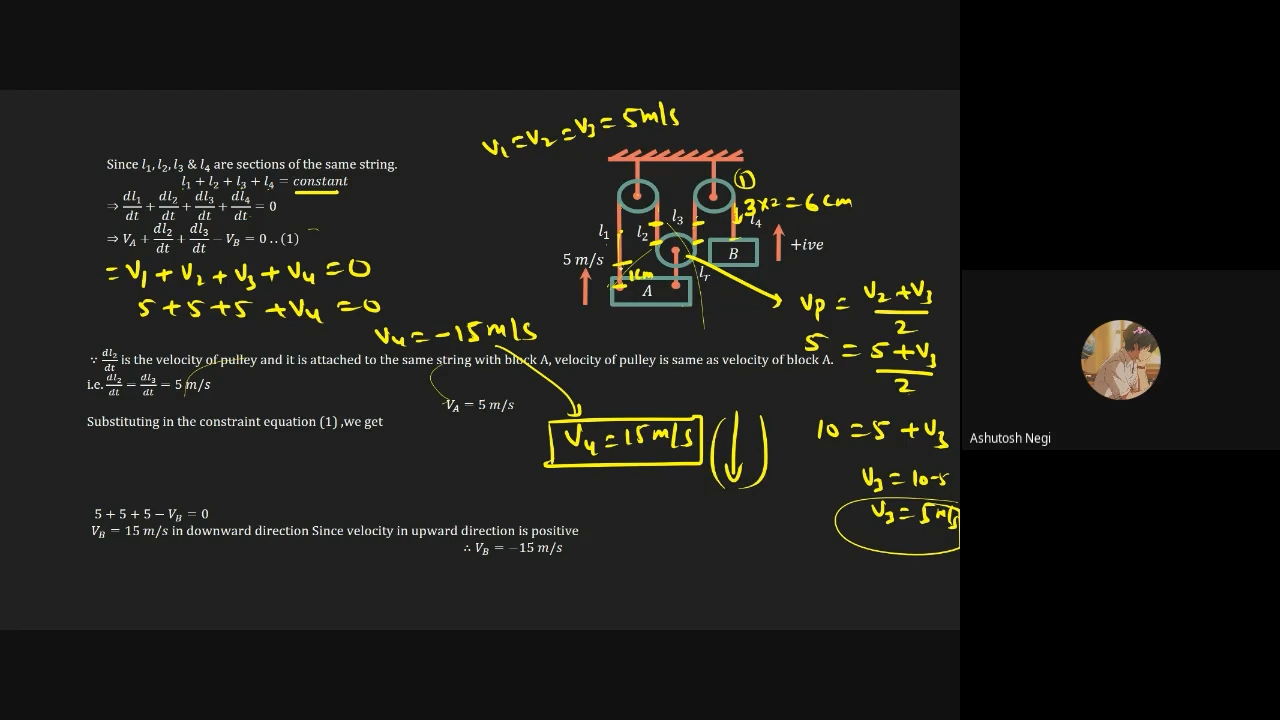 V₁ = V₂ = V₃ = 5 m/s
Since l₁, l₂, l₃ & l₄ are sections of the same string.
l₁ + l₂ + l₃ + l₄ = constant
⇒ dl₁/dt + dl₂/dt + dl₃/dt + dl₄/dt = 0
⇒ V_A + dl₂/dt + dl₃/dt − V_B = 0 . . (1)
= V₁ + V₂ + V₃ + V₄ = 0
5 + 5 + 5 + V₄ = 0
V₄ = −15 m/s
①
3×2 = 6 cm
l₃
l₄
l₁
l₂
+ive
B
5 m/s
1cm
l_r
A
Vp = (V₂ + V₃)/2
5 = (5 + V₃)/2
∵ dl₂/dt is the velocity of pulley and it is attached to the same string with block A, velocity of pulley is same as velocity of block A.
i.e. dl₂/dt = dl₃/dt = 5 m/s
V_A = 5 m/s
Substituting in the constraint equation (1) ,we get
V₄ = 15 m/s (↓)
10 = 5 + V₃
V₃ = 10-5
V₃ = 5 m/s
5 + 5 + 5 − V_B = 0
V_B = 15 m/s in downward direction Since velocity in upward direction is positive
∴ V_B = −15 m/s
Ashutosh Negi